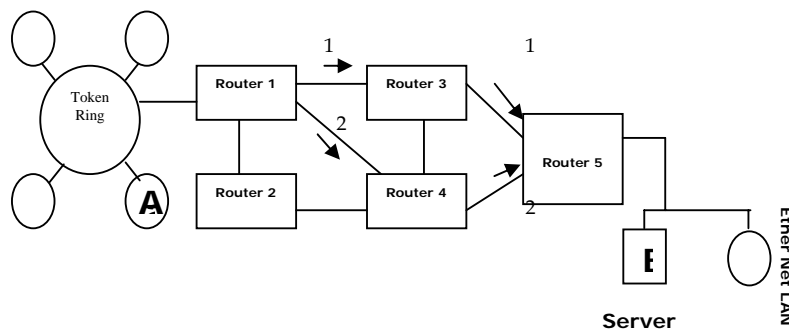 1
1
Router 1
Router 3
Token
Ring
2
Router 5
Router 2
Router 4
A
2
Ether Net LAN
Server